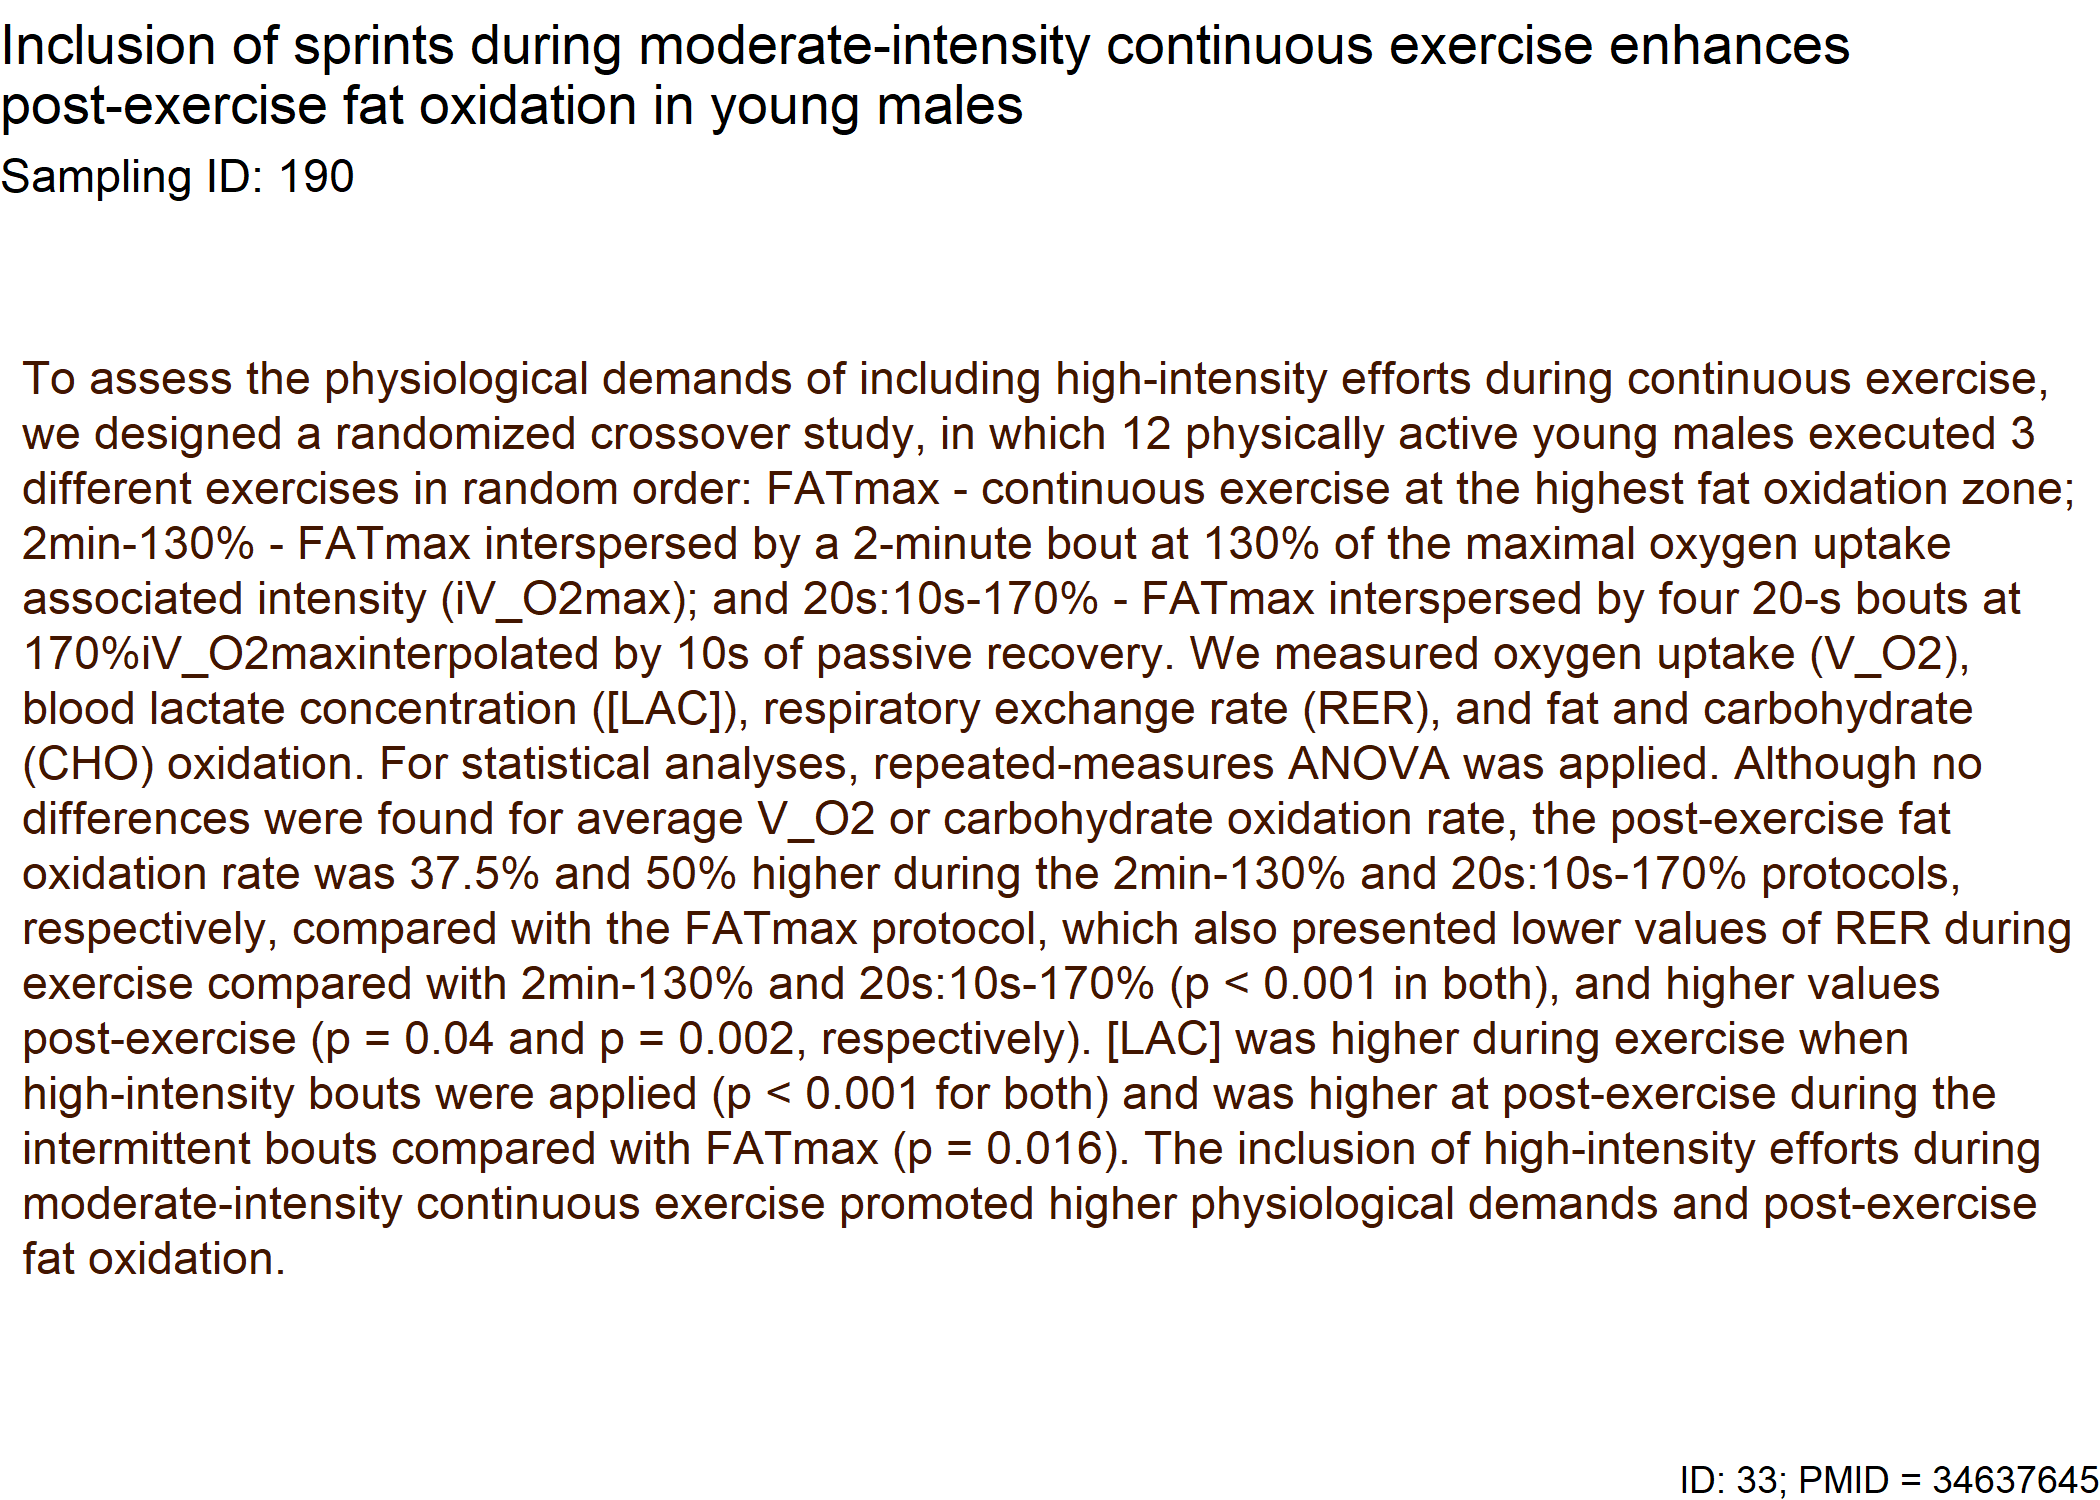 Inclusion of sprints during moderate-intensity continuous exercise enhances
post-exercise fat oxidation in young males
Sampling ID: 190
To assess the physiological demands of including high-intensity efforts during continuous exercise,
we designed a randomized crossover study, in which 12 physically active young males executed 3
different exercises in random order: FATmax - continuous exercise at the highest fat oxidation zone;
2min-130% - FATmax interspersed by a 2-minute bout at 130% of the maximal oxygen uptake
associated intensity (iV_O2max); and 20s:10s-170% - FATmax interspersed by four 20-s bouts at
170%iV_O2maxinterpolated by 10s of passive recovery. We measured oxygen uptake (V_O2),
blood lactate concentration ([LAC]), respiratory exchange rate (RER), and fat and carbohydrate
(CHO) oxidation. For statistical analyses, repeated-measures ANOVA was applied. Although no
differences were found for average V_O2 or carbohydrate oxidation rate, the post-exercise fat
oxidation rate was 37.5% and 50% higher during the 2min-130% and 20s:10s-170% protocols,
respectively, compared with the FATmax protocol, which also presented lower values of RER during
exercise compared with 2min-130% and 20s:10s-170% (p < 0.001 in both), and higher values
post-exercise (p = 0.04 and p = 0.002, respectively). [LAC] was higher during exercise when
high-intensity bouts were applied (p < 0.001 for both) and was higher at post-exercise during the
intermittent bouts compared with FATmax (p = 0.016). The inclusion of high-intensity efforts during
moderate-intensity continuous exercise promoted higher physiological demands and post-exercise
fat oxidation.
ID: 33; PMID = 34637645